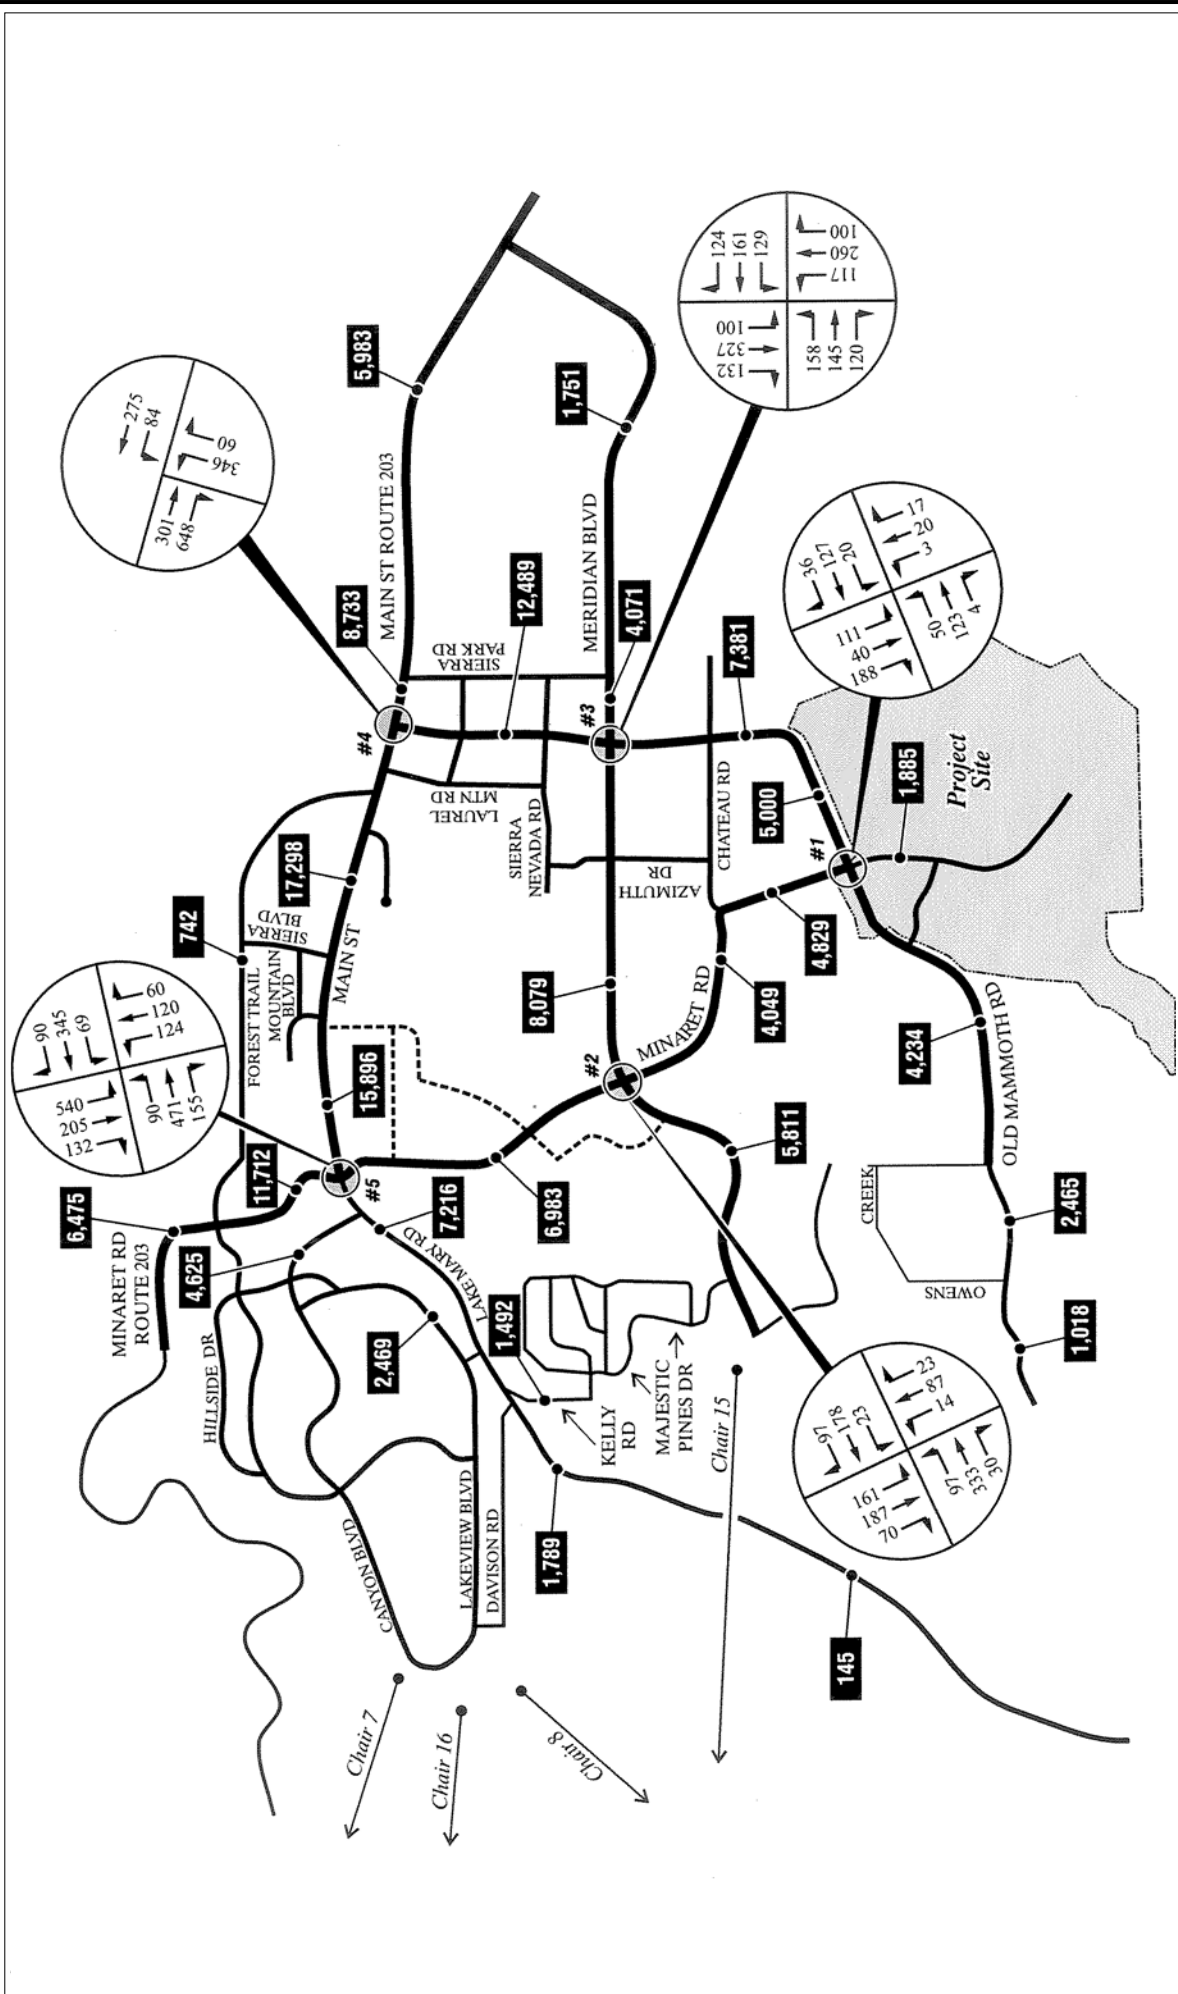 MINARET RD
ROUTE 203
6,475
11,712
4,625
7,216
HILLSIDE DR
2,469
1,492
LAKE MARY RD
CANYON BLVD
LAKEVIEW BLVD
DAVISON RD
KELLY
RD
MAJESTIC
PINES DR
1,789
145
Chair 7
Chair 16
Chair 8
Chair 15
#5
90
345
69
60
120
124
540
205
132
90
471
155
FOREST TRAIL
742
MOUNTAIN
BLVD
SIERRA
BLVD
MAIN ST
15,896
17,298
6,983
#4
275
84
301
648
346
60
8,733
5,983
MAIN ST ROUTE 203
12,489
SIERRA
PARK RD
LAUREL
MTN RD
SIERRA
NEVADA RD
MERIDIAN BLVD
1,751
4,071
#3
124
161
129
132
327
100
158
145
120
117
260
100
8,079
AZIMUTH
DR
CHATEAU RD
7,381
5,000
#2
MINARET RD
4,049
4,829
5,811
97
178
23
161
187
70
97
333
30
14
87
23
#1
36
127
20
111
40
188
50
123
4
3
20
17
1,885
Project
Site
4,234
OLD MAMMOTH RD
CREEK
OWENS
2,465
1,018